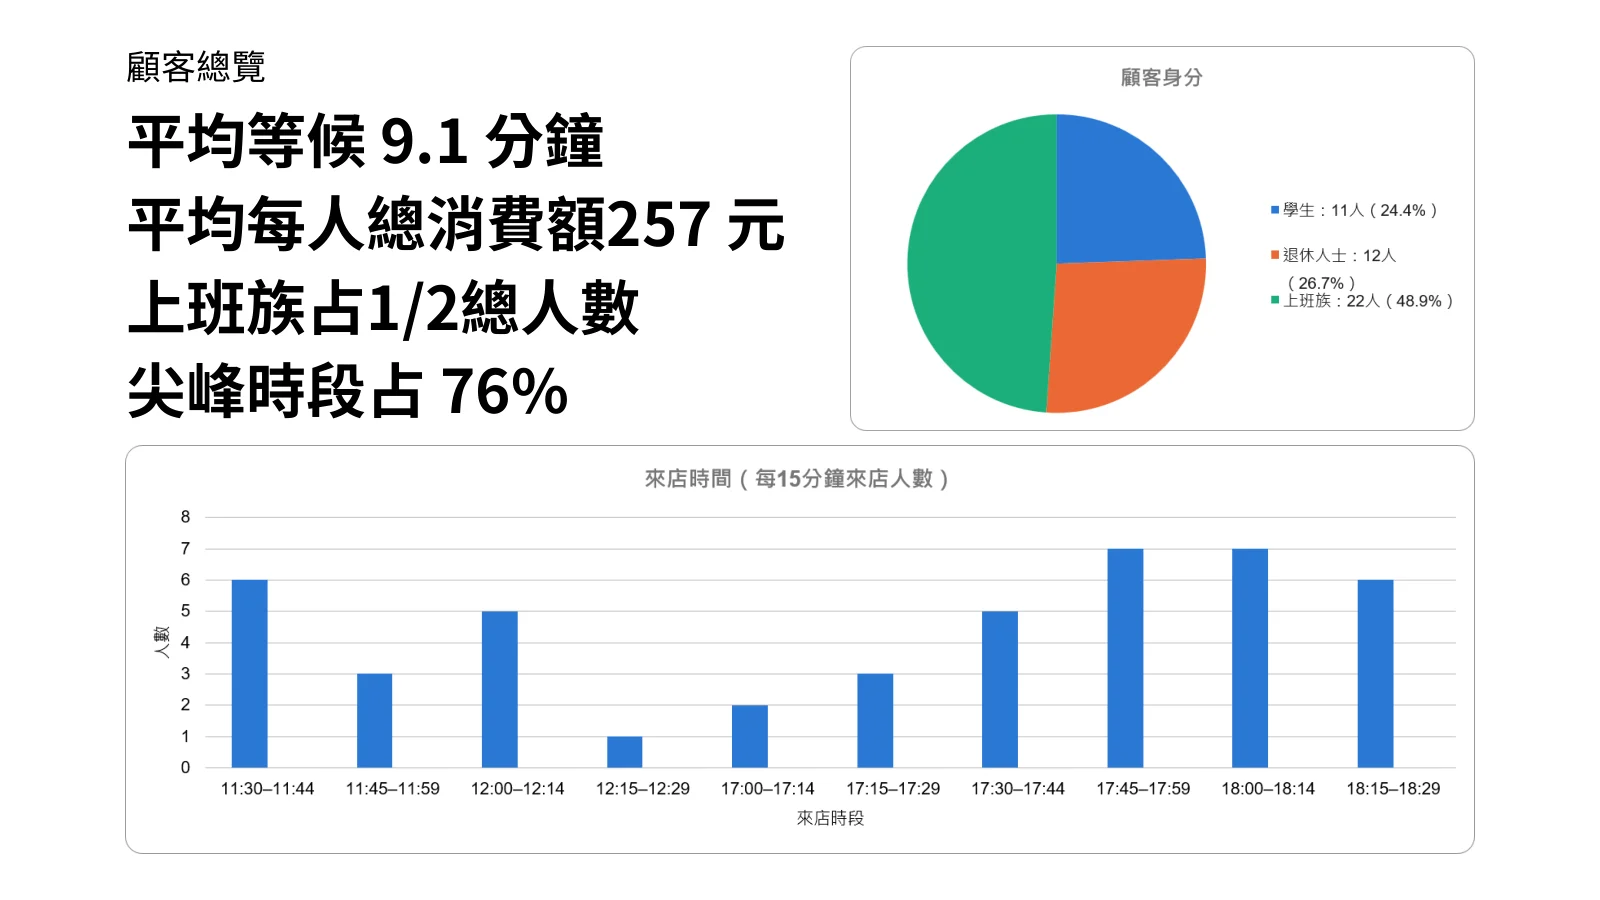 顧客總覽
平均等候 9.1 分鐘
平均每人總消費額257 元
上班族占1/2總人數
尖峰時段占 76%
顧客身分
學生：11人（24.4%）
退休人士：12人
（26.7%）
上班族：22人（48.9%）
來店時間（每15分鐘來店人數）
8
7
6
5
4
3
2
1
0
人數
11:30–11:44 11:45–11:59 12:00–12:14 12:15–12:29 17:00–17:14 17:15–17:29 17:30–17:44 17:45–17:59 18:00–18:14 18:15–18:29
來店時段